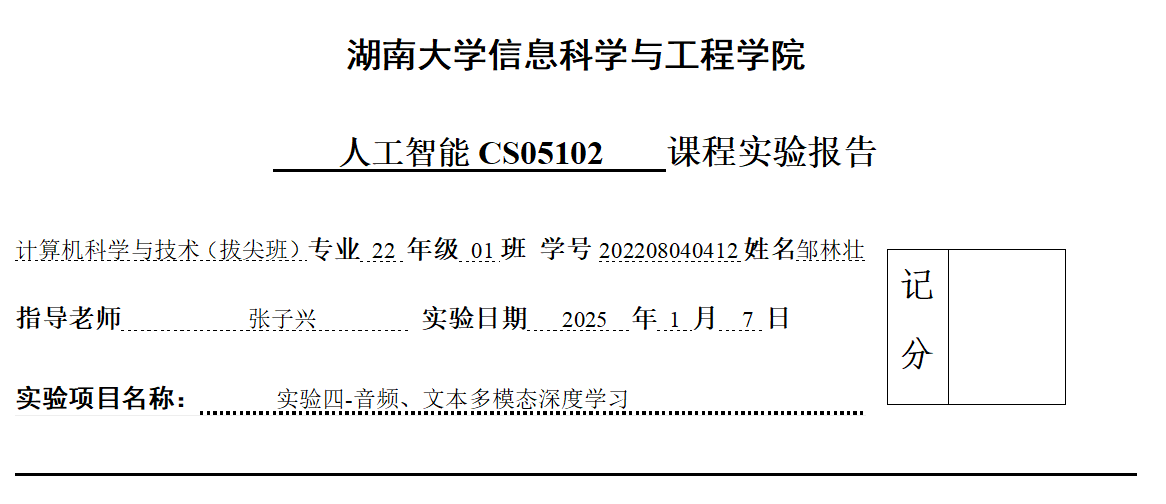 湖南大学信息科学与工程学院
人工智能 CS05102 课程实验报告
计算机科学与技术（拔尖班）专业 22 年级 01 班 学号 202208040412 姓名 邹林壮
指导老师 张子兴 实验日期 2025 年 1 月 7 日
实验项目名称： 实验四-音频、文本多模态深度学习
记
分